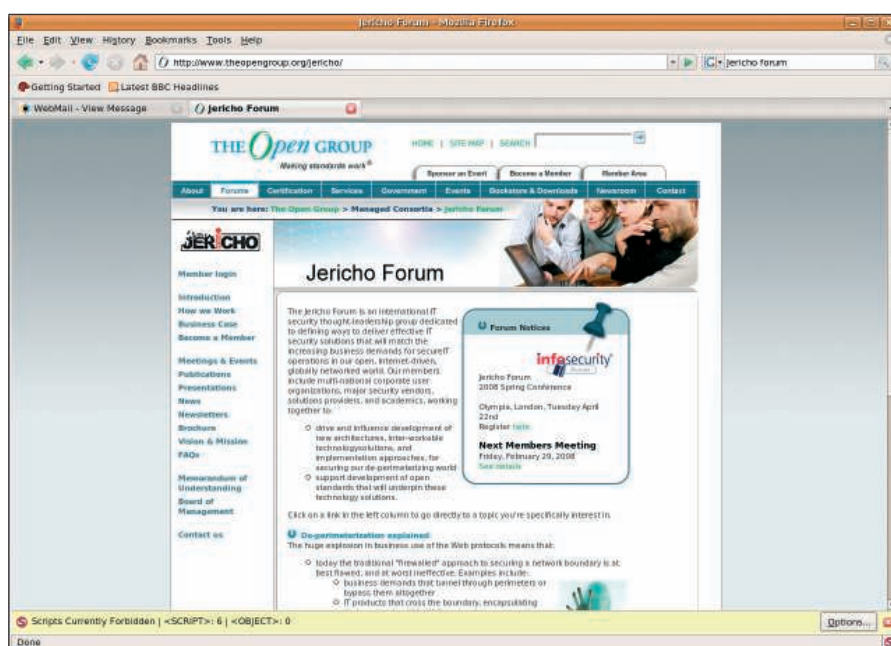 Jericho Forum - Mozilla Firefox
File Edit View History Bookmarks Tools Help
http://www.theopengroup.org/jericho/
jericho forum
Getting Started Latest BBC Headlines
WebMail - View Message
Jericho Forum
THE Open GROUP
Making standards work®
HOME | SITE MAP | SEARCH
Sponsor an Event Become a Member Member Area
About Forums Certification Services Government Events Bookstore & Downloads Newsroom Contact
You are here: The Open Group > Managed Consortia > Jericho Forum
JERICHO
Jericho Forum
Member login
Introduction
How we Work
Business Case
Become a Member
Meetings & Events
Publications
Presentations
News
Newsletters
Brochure
Vision & Mission
FAQs
Memorandum of
Understanding
Board of
Management
Contact us
The Jericho Forum is an international IT
security thought-leadership group dedicated
to defining ways to deliver effective IT
security solutions that will match the
increasing business demands for secureIT
operations in our open, Internet-driven,
globally networked world. Our members
include multi-national corporate user
organizations, major security vendors,
solutions providers, and academics, working
together to:
drive and influence development of
new architectures, inter-workable
technologysolutions, and
implementation approaches, for
securing our de-perimeterizing world
support development of open
standards that will underpin these
technology solutions.
Forum Notices
infosecurity
Jericho Forum
2008 Spring Conference
Olympia, London, Tuesday April
22nd
Register here
Next Members Meeting
Friday, February 29, 2008
See details
Click on a link in the left column to go directly to a topic you're specifically interest in.
De-perimeterization explained
The huge explosion in business use of the Web protocols means that:
today the traditional "firewalled" approach to securing a network boundary is at
best flawed, and at worst ineffective. Examples include:
business demands that tunnel through perimeters or
bypass them altogether
IT products that cross the boundary, encapsulating
Scripts Currently Forbidden | <SCRIPT>: 6 | <OBJECT>: 0
Options...
Done